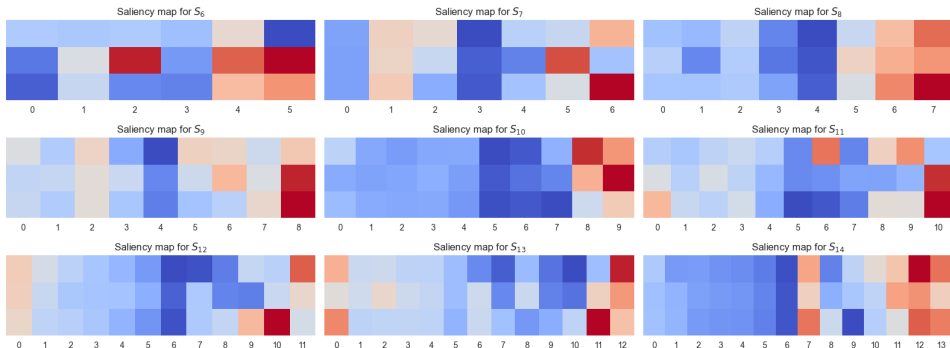 Saliency map for S₆ Saliency map for S₇ Saliency map for S₈
0 1 2 3 4 5 0 1 2 3 4 5 6 0 1 2 3 4 5 6 7
Saliency map for S₉ Saliency map for S₁₀ Saliency map for S₁₁
0 1 2 3 4 5 6 7 8 0 1 2 3 4 5 6 7 8 9 0 1 2 3 4 5 6 7 8 9 10
Saliency map for S₁₂ Saliency map for S₁₃ Saliency map for S₁₄
0 1 2 3 4 5 6 7 8 9 10 11 0 1 2 3 4 5 6 7 8 9 10 11 12 0 1 2 3 4 5 6 7 8 9 10 11 12 13